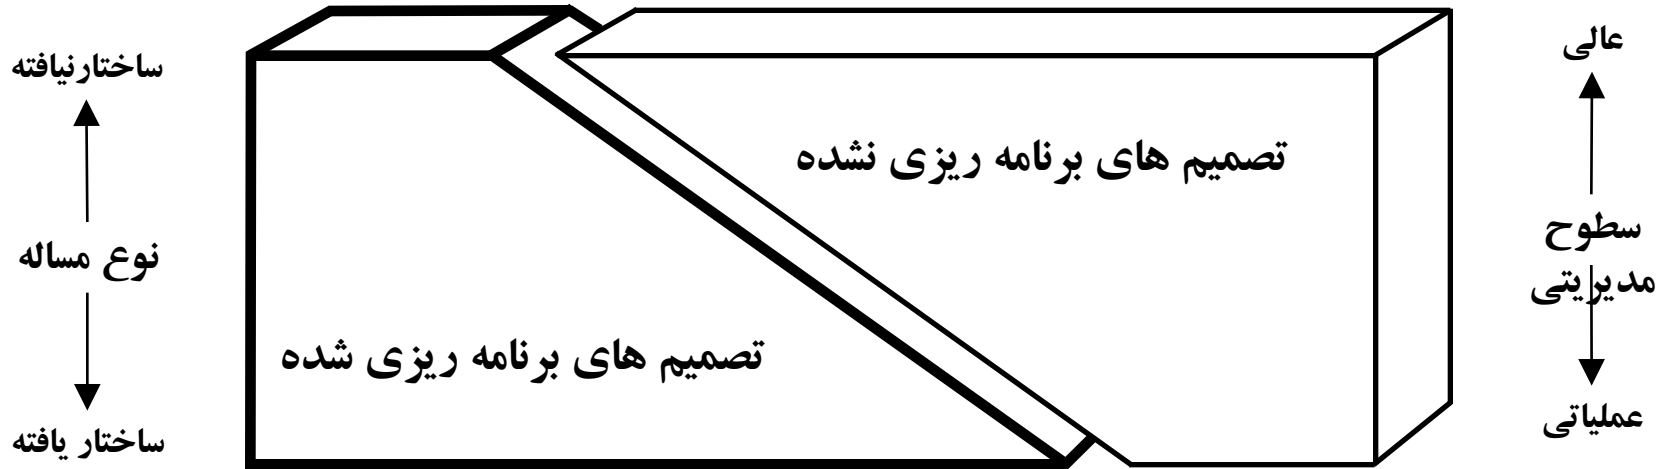 عالی
سطوح
مدیریتی
عملیاتی
تصمیم های برنامه ریزی نشده
تصمیم های برنامه ریزی شده
ساختارنیافته
نوع مساله
ساختار یافته